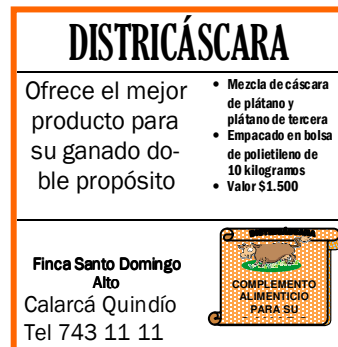 DISTRICÁSCARA
Ofrece el mejor
producto para
su ganado do-
ble propósito
• Mezcla de cáscara
de plátano y
plátano de tercera
• Empacado en bolsa
de polietileno de
10 kilogramos
• Valor $1.500
Finca Santo Domingo
Alto
Calarcá Quindío
Tel 743 11 11
DISTRICÁSCARA
COMPLEMENTO
ALIMENTICIO
PARA SU